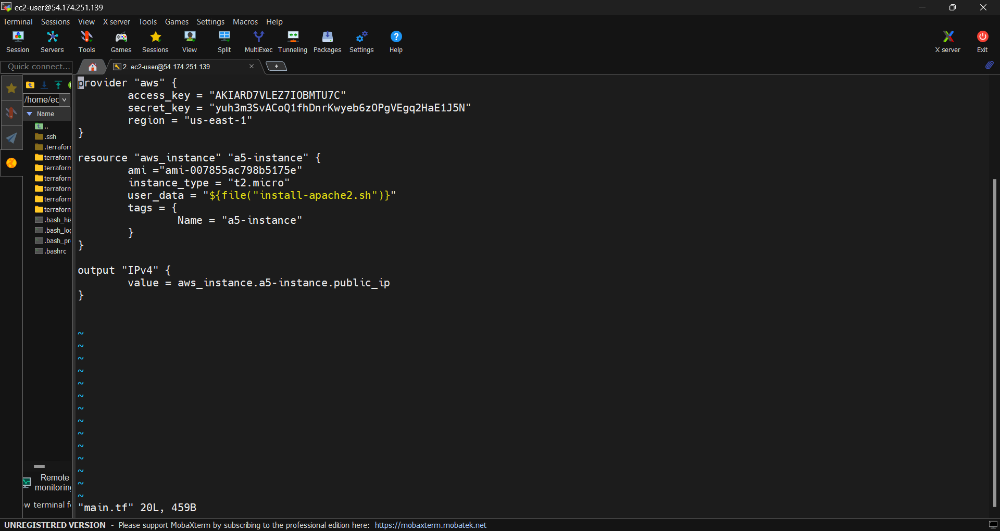 ec2-user@54.174.251.139
Terminal Sessions View X server Tools Games Settings Macros Help
Session Servers Tools Games Sessions View Split MultiExec Tunneling Packages Settings Help X server Exit
Quick connect...
2. ec2-user@54.174.251.139
/home/ec
Name
..
.ssh
.terraform
terraform
terraform
terraform
terraform
terraform
terraform
.bash_his
.bash_log
.bash_pr
.bashrc
Remote
monitoring
w terminal f
provider "aws" {
access_key = "AKIARD7VLEZ7IOBMTU7C"
secret_key = "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"
region = "us-east-1"
}
resource "aws_instance" "a5-instance" {
ami ="ami-007855ac798b5175e"
instance_type = "t2.micro"
user_data = "${file("install-apache2.sh")}"
tags = {
Name = "a5-instance"
}
}
output "IPv4" {
value = aws_instance.a5-instance.public_ip
}
~
~
~
~
~
~
~
~
~
~
~
~
~
~
"main.tf" 20L, 459B
UNREGISTERED VERSION - Please support MobaXterm by subscribing to the professional edition here: https://mobaxterm.mobatek.net